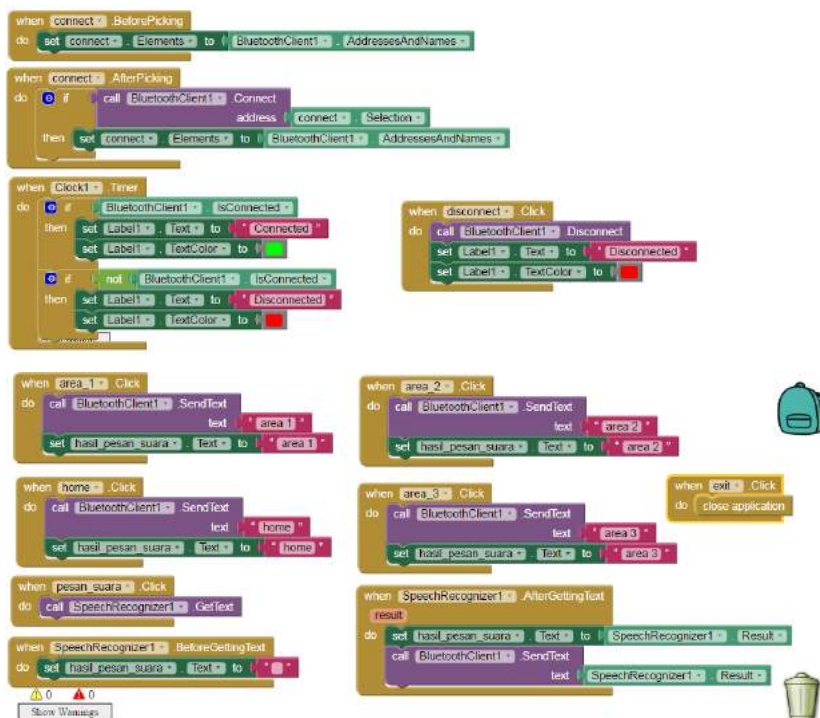 when connect .BeforePicking
do set connect . Elements to BluetoothClient1 . AddressesAndNames
when connect .AfterPicking
do if call BluetoothClient1 .Connect
address connect . Selection
then set connect . Elements to BluetoothClient1 . AddressesAndNames
when Clock1 .Timer
do if BluetoothClient1 . IsConnected
then set Label1 . Text to " Connected "
set Label1 . TextColor to
if not BluetoothClient1 . IsConnected
then set Label1 . Text to " Disconnected "
set Label1 . TextColor to
when disconnect .Click
do call BluetoothClient1 .Disconnect
set Label1 . Text to " Disconnected "
set Label1 . TextColor to
when area_1 .Click
do call BluetoothClient1 .SendText
text " area 1 "
set hasil_pesan_suara . Text to " area 1 "
when area_2 .Click
do call BluetoothClient1 .SendText
text " area 2 "
set hasil_pesan_suara . Text to " area 2 "
when home .Click
do call BluetoothClient1 .SendText
text " home "
set hasil_pesan_suara . Text to " home "
when area_3 .Click
do call BluetoothClient1 .SendText
text " area 3 "
set hasil_pesan_suara . Text to " area 3 "
when exit .Click
do close application
when pesan_suara .Click
do call SpeechRecognizer1 .GetText
when SpeechRecognizer1 .BeforeGettingText
do set hasil_pesan_suara . Text to " "
when SpeechRecognizer1 .AfterGettingText
result
do set hasil_pesan_suara . Text to SpeechRecognizer1 . Result
call BluetoothClient1 .SendText
text SpeechRecognizer1 . Result
0 0
Show Warnings